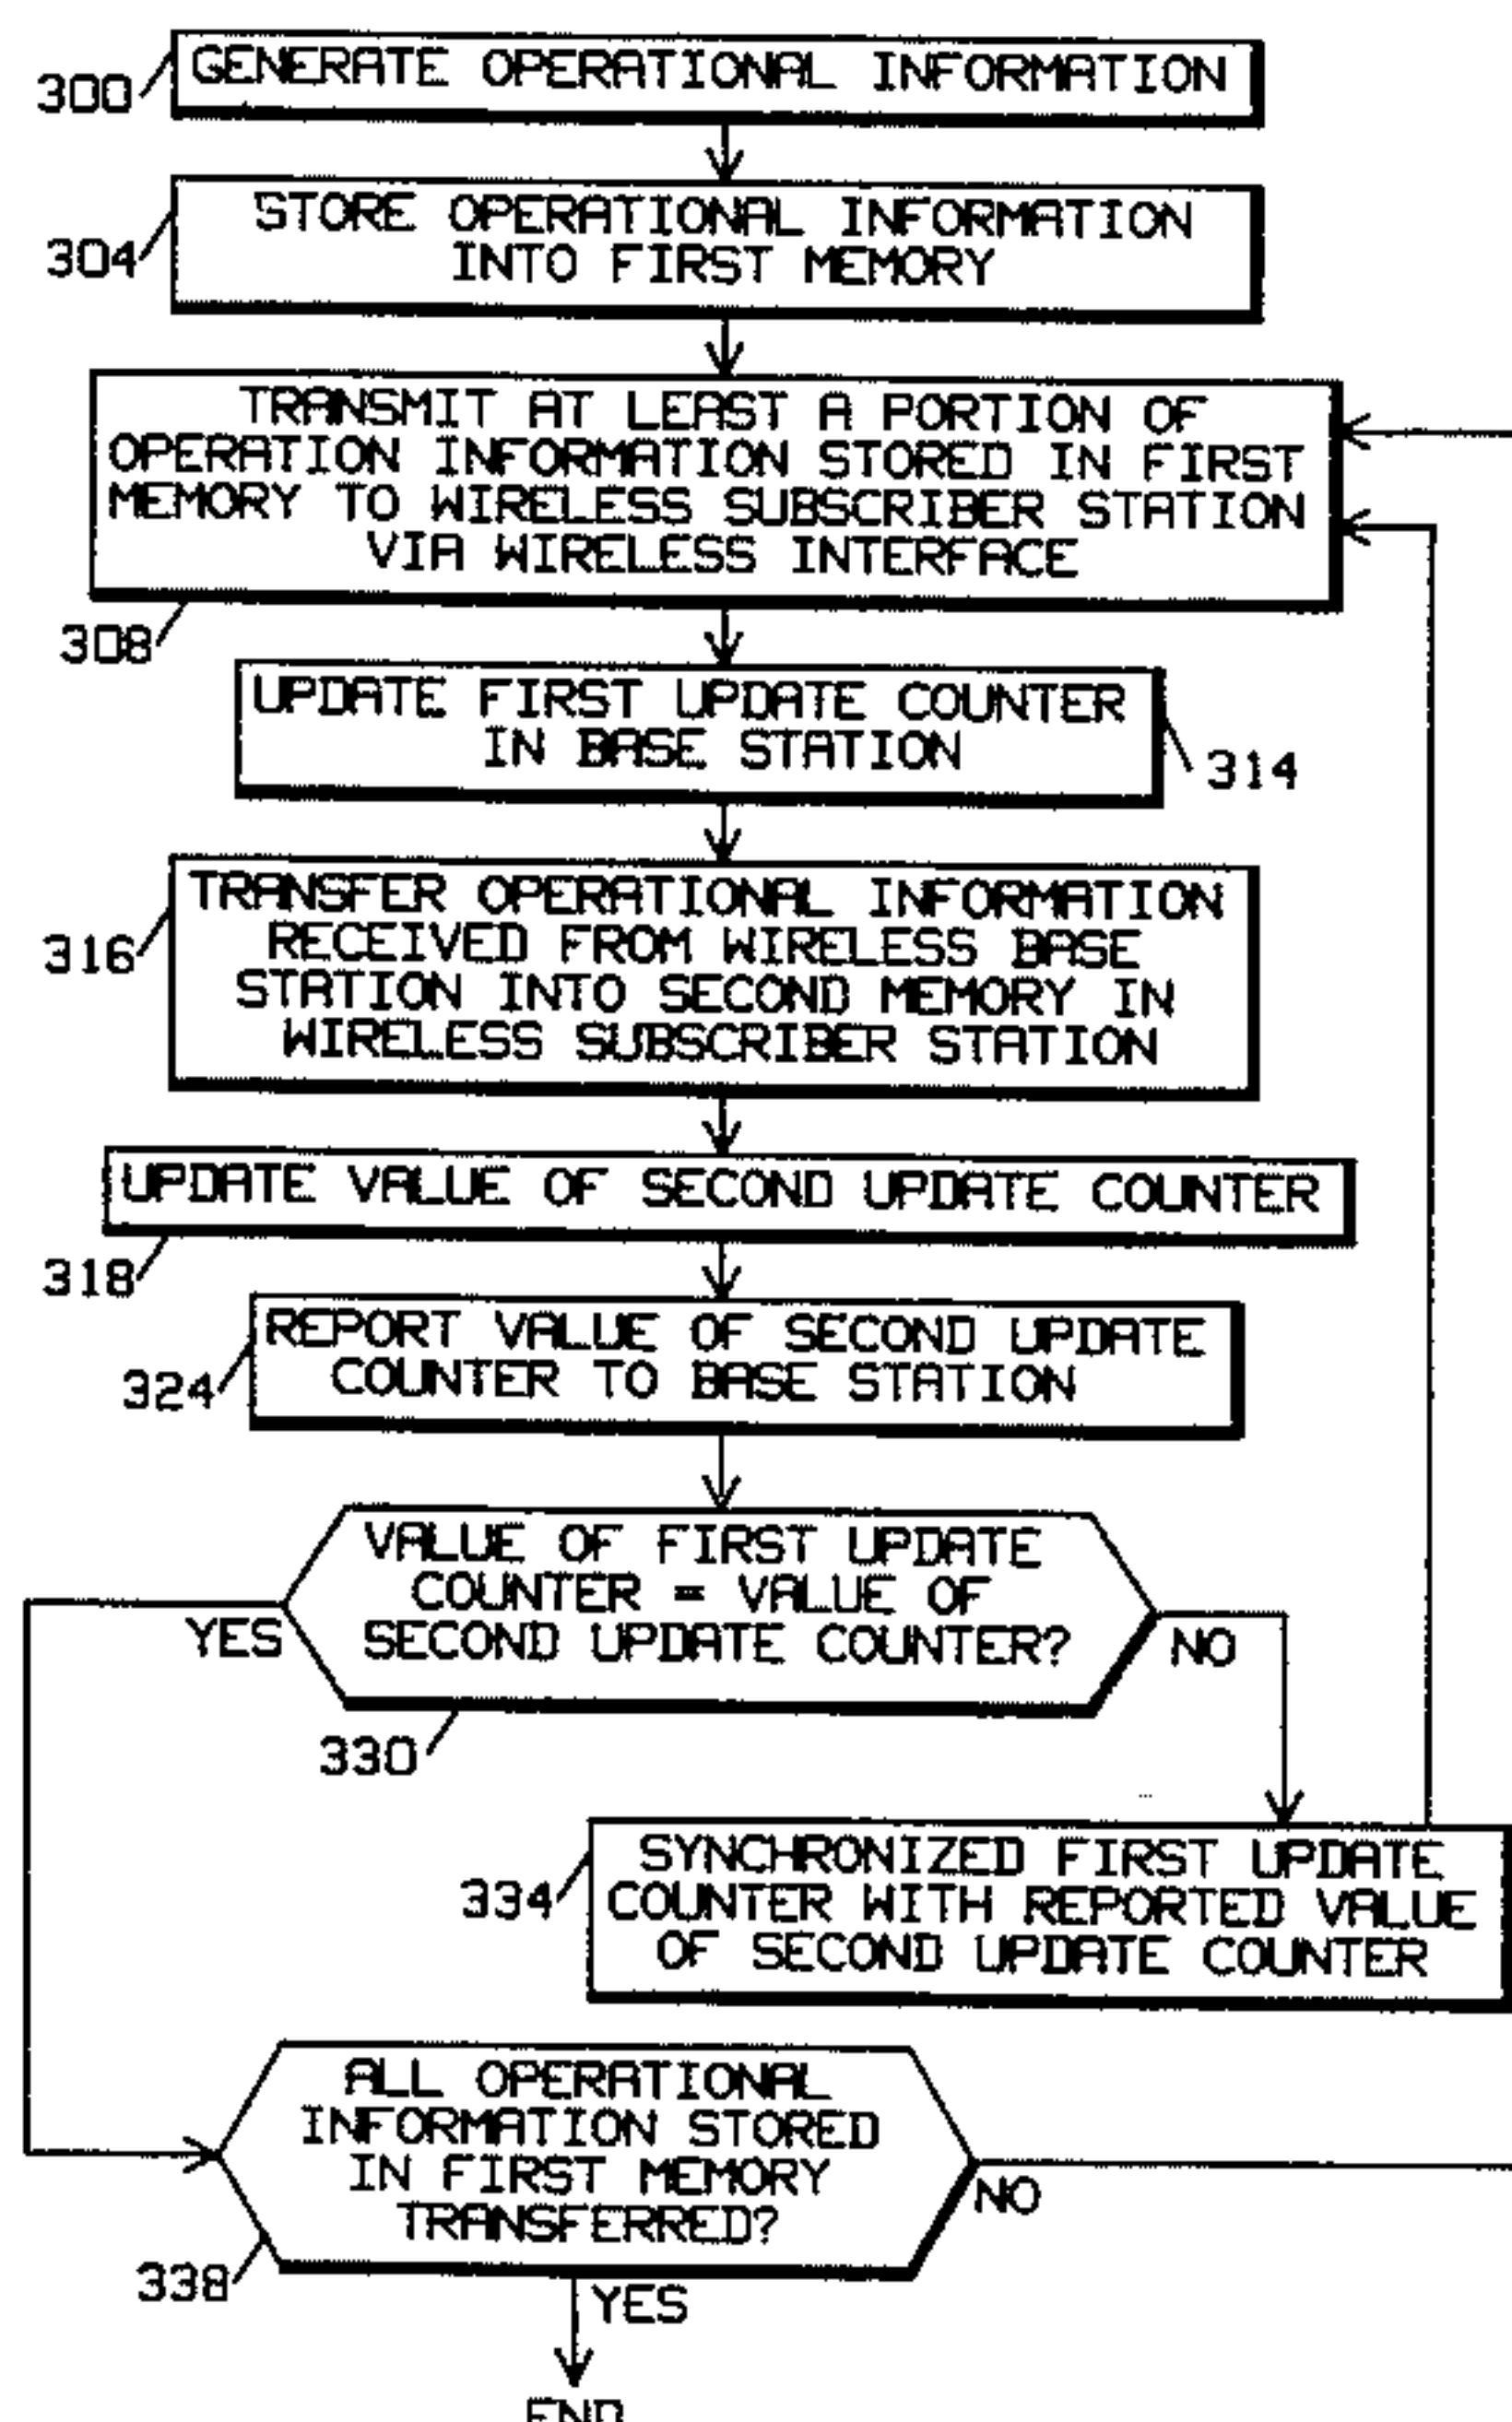 300
GENERATE OPERATIONAL INFORMATION
304
STORE OPERATIONAL INFORMATION
INTO FIRST MEMORY
TRANSMIT AT LEAST A PORTION OF
OPERATION INFORMATION STORED IN FIRST
MEMORY TO WIRELESS SUBSCRIBER STATION
VIA WIRELESS INTERFACE
308
UPDATE FIRST UPDATE COUNTER
IN BASE STATION
314
316
TRANSFER OPERATIONAL INFORMATION
RECEIVED FROM WIRELESS BASE
STATION INTO SECOND MEMORY IN
WIRELESS SUBSCRIBER STATION
UPDATE VALUE OF SECOND UPDATE COUNTER
318
324
REPORT VALUE OF SECOND UPDATE
COUNTER TO BASE STATION
VALUE OF FIRST UPDATE
COUNTER = VALUE OF
SECOND UPDATE COUNTER?
YES
NO
330
334
SYNCHRONIZED FIRST UPDATE
COUNTER WITH REPORTED VALUE
OF SECOND UPDATE COUNTER
ALL OPERATIONAL
INFORMATION STORED
IN FIRST MEMORY
TRANSFERRED?
NO
338
YES
END